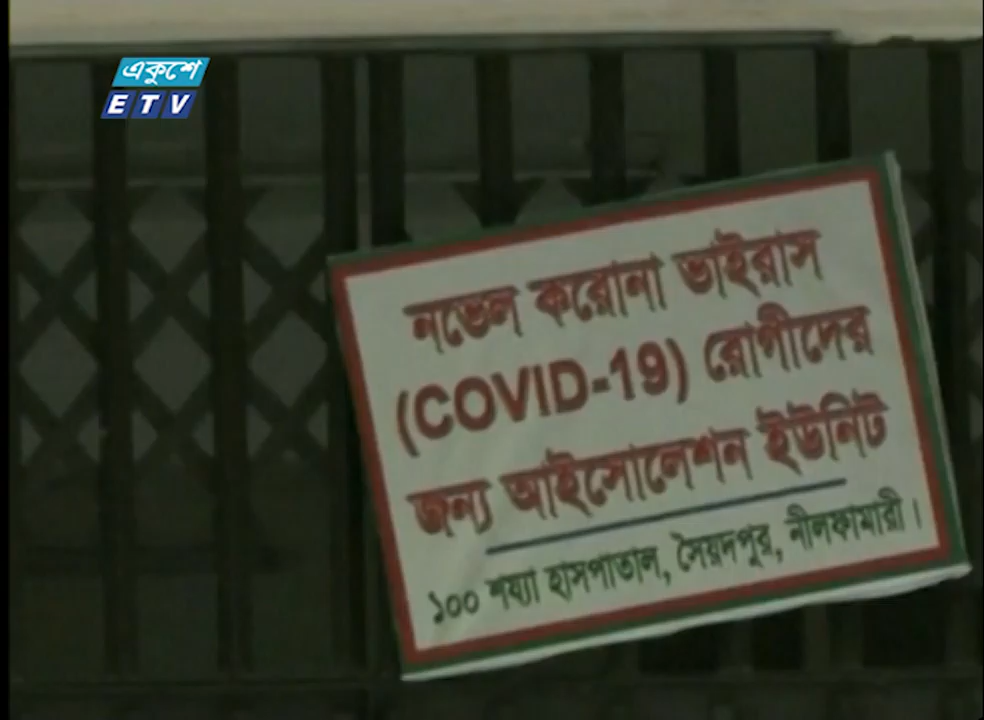 একুশে
ETV
নভেল করোনা ভাইরাস
(COVID-19) রোগীদের
জন্য আইসোলেশন ইউনিট
১০০ শয্যা হাসপাতাল, সৈয়দপুর, নীলফামারী।